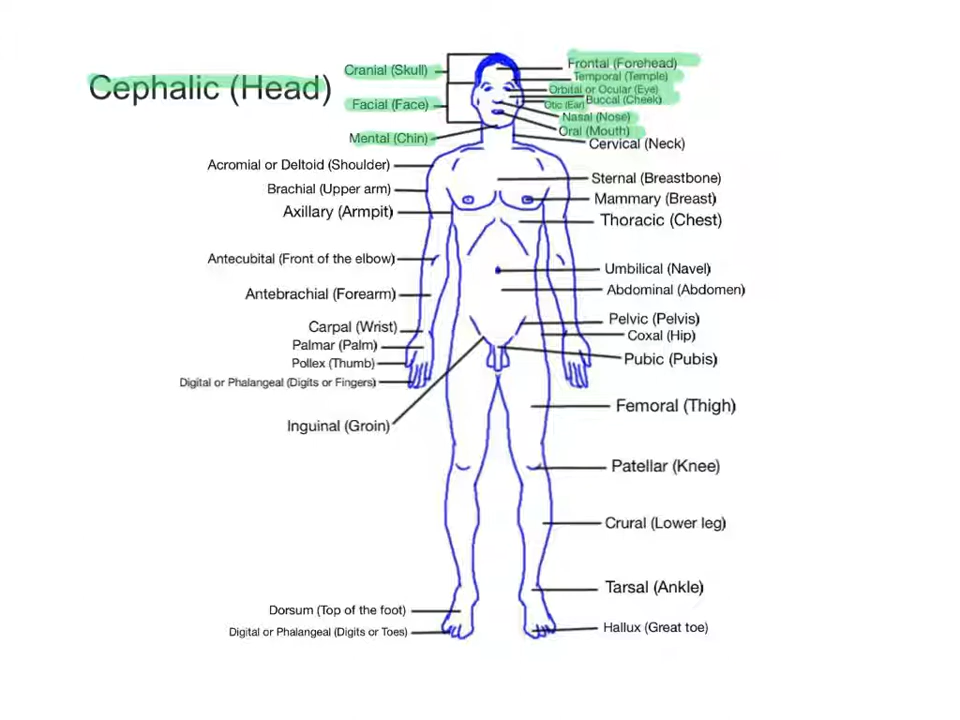 Cephalic (Head)
Cranial (Skull)
Facial (Face)
Mental (Chin)
Acromial or Deltoid (Shoulder)
Brachial (Upper arm)
Axillary (Armpit)
Antecubital (Front of the elbow)
Antebrachial (Forearm)
Carpal (Wrist)
Palmar (Palm)
Pollex (Thumb)
Digital or Phalangeal (Digits or Fingers)
Inguinal (Groin)
Dorsum (Top of the foot)
Digital or Phalangeal (Digits or Toes)
Frontal (Forehead)
Temporal (Temple)
Orbital or Ocular (Eye)
Buccal (Cheek)
Otic (Ear)
Nasal (Nose)
Oral (Mouth)
Cervical (Neck)
Sternal (Breastbone)
Mammary (Breast)
Thoracic (Chest)
Umbilical (Navel)
Abdominal (Abdomen)
Pelvic (Pelvis)
Coxal (Hip)
Pubic (Pubis)
Femoral (Thigh)
Patellar (Knee)
Crural (Lower leg)
Tarsal (Ankle)
Hallux (Great toe)